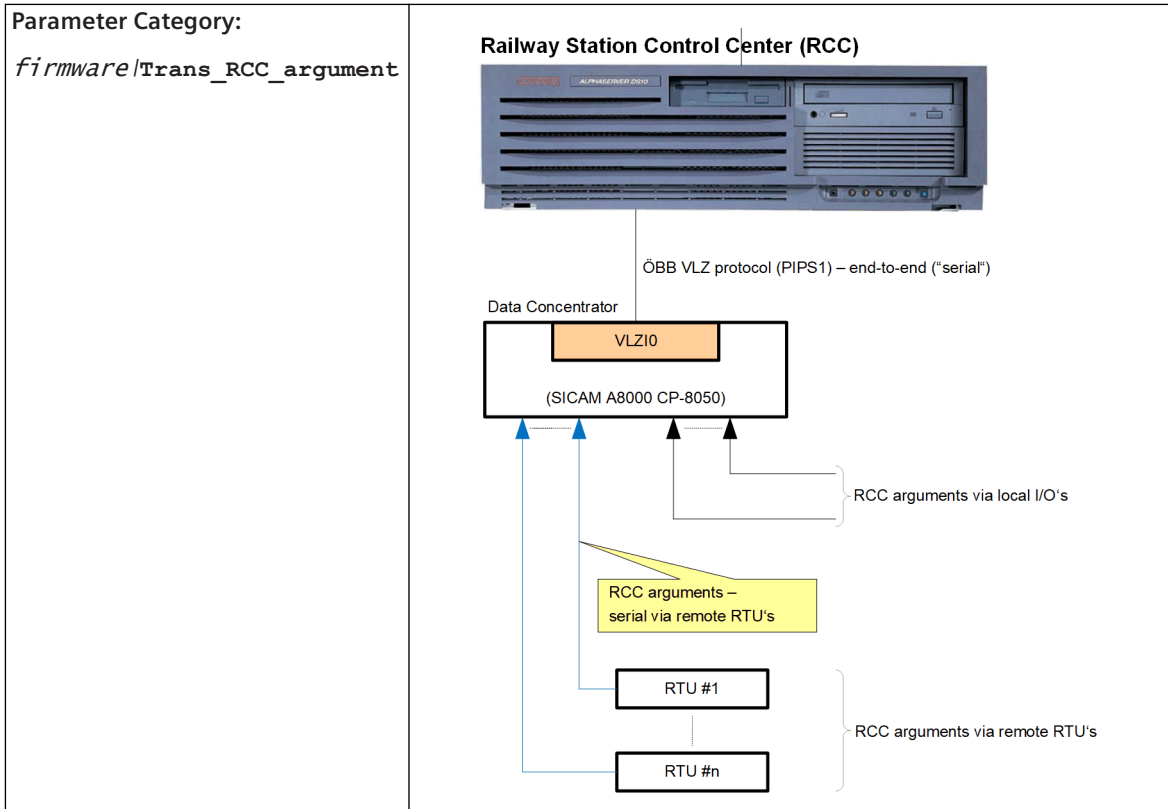 Parameter Category:
firmware|Trans_RCC_argument
Railway Station Control Center (RCC)
ALPHASERVER DS10
ÖBB VLZ protocol (PIPS1) – end-to-end (“serial“)
Data Concentrator
VLZI0
(SICAM A8000 CP-8050)
RCC arguments via local I/O‘s
RCC arguments –
serial via remote RTU‘s
RTU #1
RCC arguments via remote RTU‘s
RTU #n